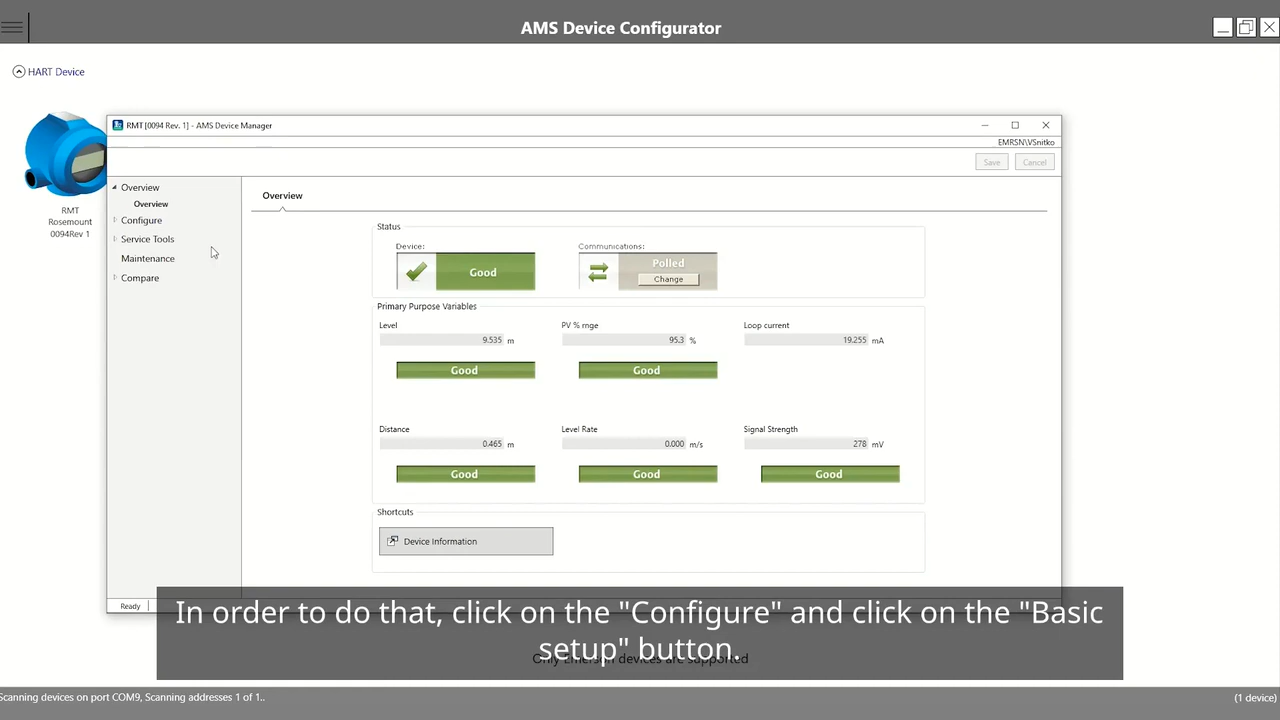 AMS Device Configurator
HART Device
RMT [0094 Rev. 1] - AMS Device Manager
EMRSN\VSnitko
Save
Cancel
RMT
Rosemount
0094Rev 1
Overview
Overview
Configure
Service Tools
Maintenance
Compare
Overview
Status
Device:
Communications:
Good
Polled
Change
Primary Purpose Variables
Level
PV % rnge
Loop current
9.535 m
95.3 %
19.255 mA
Good
Good
Distance
Level Rate
Signal Strength
0.465 m
0.000 m/s
278 mV
Good
Good
Good
Shortcuts
Device Information
Ready
In order to do that, click on the "Configure" and click on the "Basic
setup" button.
Only Emerson devices are supported
Scanning devices on port COM9, Scanning addresses 1 of 1..
(1 device)